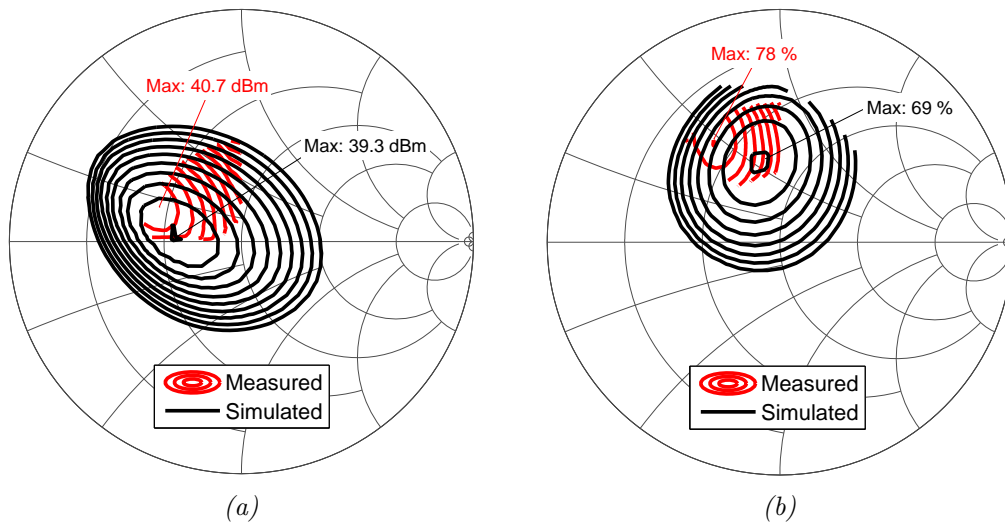 Max: 40.7 dBm
Max: 39.3 dBm
Measured
Simulated
(a)
Max: 78 %
Max: 69 %
Measured
Simulated
(b)